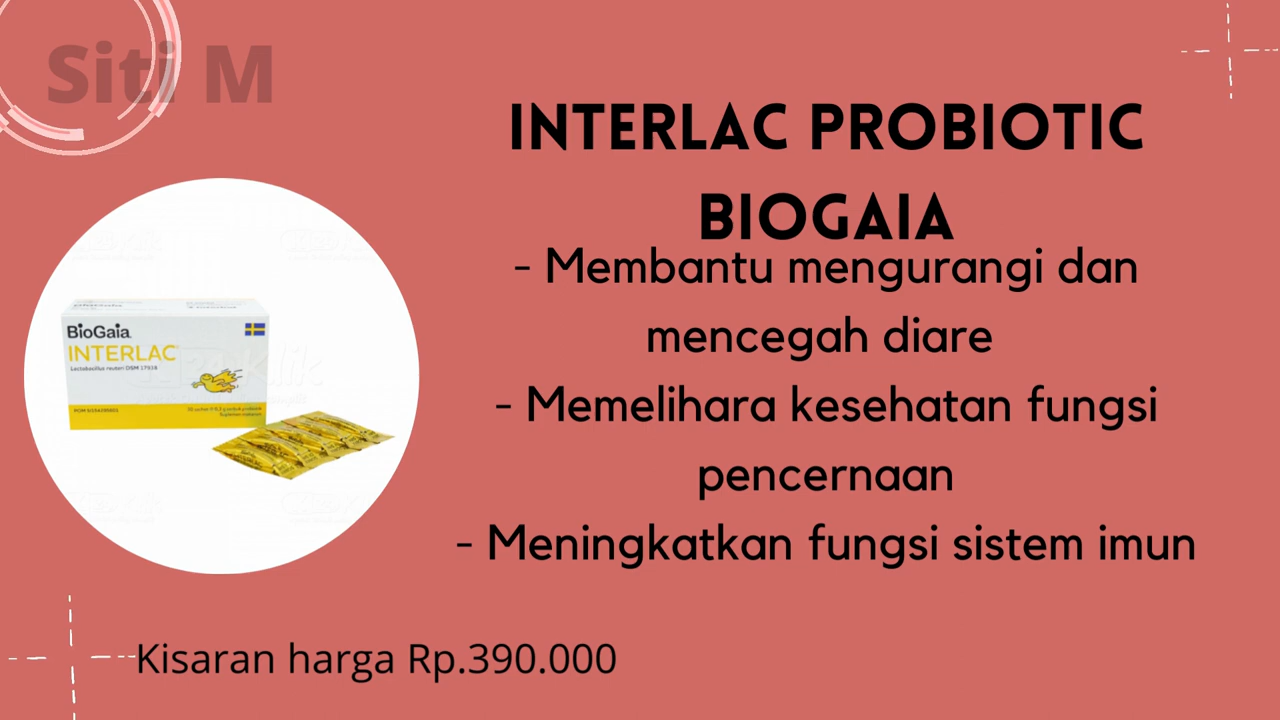 Siti M
INTERLAC PROBIOTIC
BIOGAIA
- Membantu mengurangi dan
mencegah diare
- Memelihara kesehatan fungsi
pencernaan
- Meningkatkan fungsi sistem imun
BioGaia
INTERLAC
Lactobacillus reuteri DSM 17938
Kisaran harga Rp.390.000